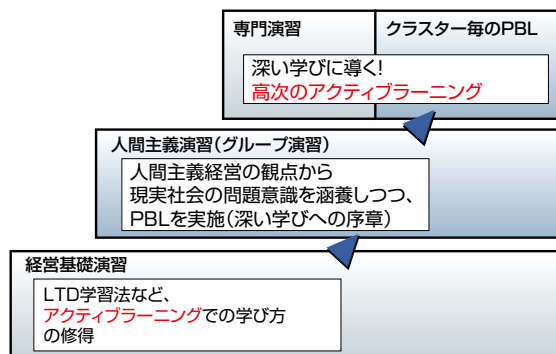 専門演習
クラスター毎のPBL
深い学びに導く!
高次のアクティブラーニング
人間主義演習(グループ演習)
人間主義経営の観点から
現実社会の問題意識を涵養しつつ、
PBLを実施(深い学びへの序章)
経営基礎演習
LTD学習法など、
アクティブラーニングでの学び方
の修得